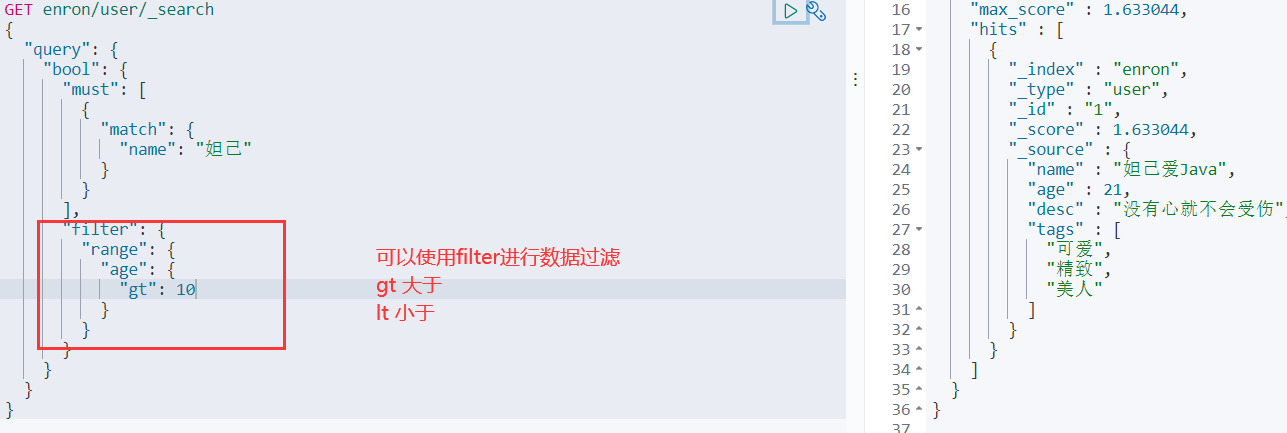 GET enron/user/_search
{
  "query": {
    "bool": {
      "must": [
        {
          "match": {
            "name": "妲己"
          }
        }
      ],
      "filter": {
        "range": {
          "age": {
            "gt": 10
          }
        }
      }
    }
  }
}
可以使用filter进行数据过滤
gt 大于
lt 小于
16 "max_score" : 1.633044,
17 "hits" : [
18 {
19 "_index" : "enron",
20 "_type" : "user",
21 "_id" : "1",
22 "_score" : 1.633044,
23 "_source" : {
24 "name" : "妲己爱Java",
25 "age" : 21,
26 "desc" : "没有心就不会受伤",
27 "tags" : [
28 "可爱",
29 "精致",
30 "美人"
31 ]
32 }
33 }
34 ]
35 }
36 }
37